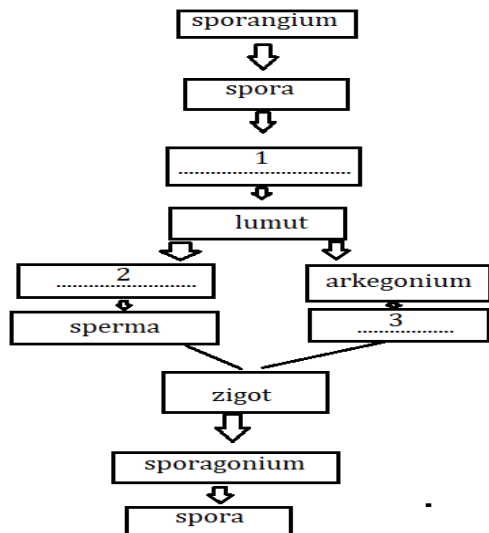 sporangium
spora
1
..................................
lumut
2
...........................
arkegonium
sperma
3
...................
zigot
sporagonium
spora
.